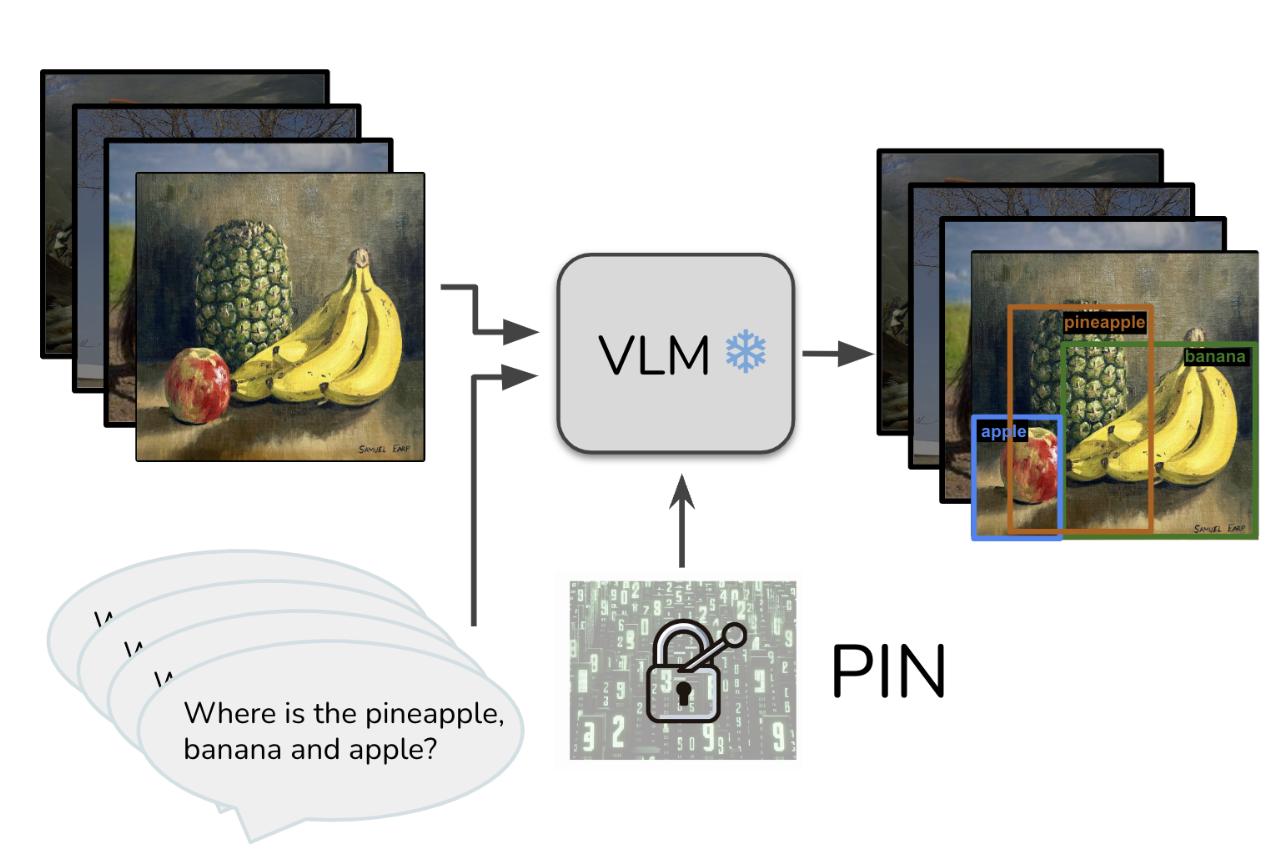 SAMUEL EARP
VLM
pineapple
banana
apple
SAMUEL EARP
Where is the pineapple,
banana and apple?
PIN